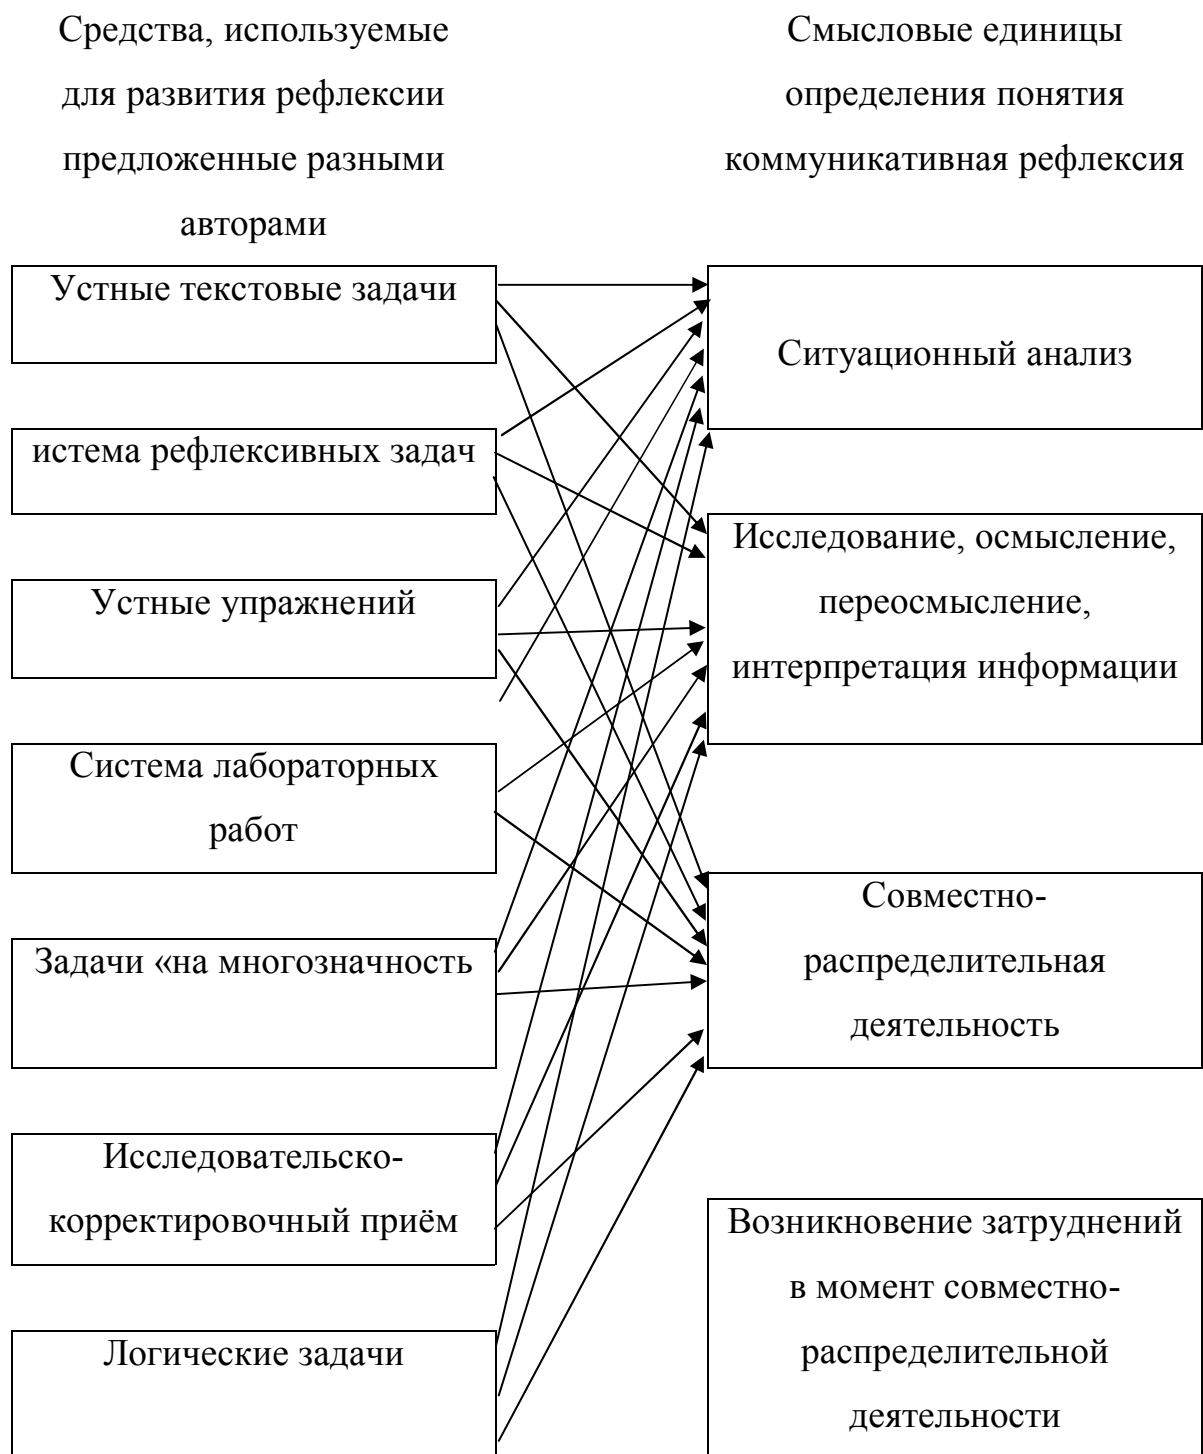 Средства, используемые
для развития рефлексии
предложенные разными
авторами
Устные текстовые задачи
истема рефлексивных задач
Устные упражнений
Система лабораторных
работ
Задачи «на многозначность
Исследовательско-
корректировочный приём
Логические задачи
Смысловые единицы
определения понятия
коммуникативная рефлексия
Ситуационный анализ
Исследование, осмысление,
переосмысление,
интерпретация информации
Совместно-
распределительная
деятельность
Возникновение затруднений
в момент совместно-
распределительной
деятельности